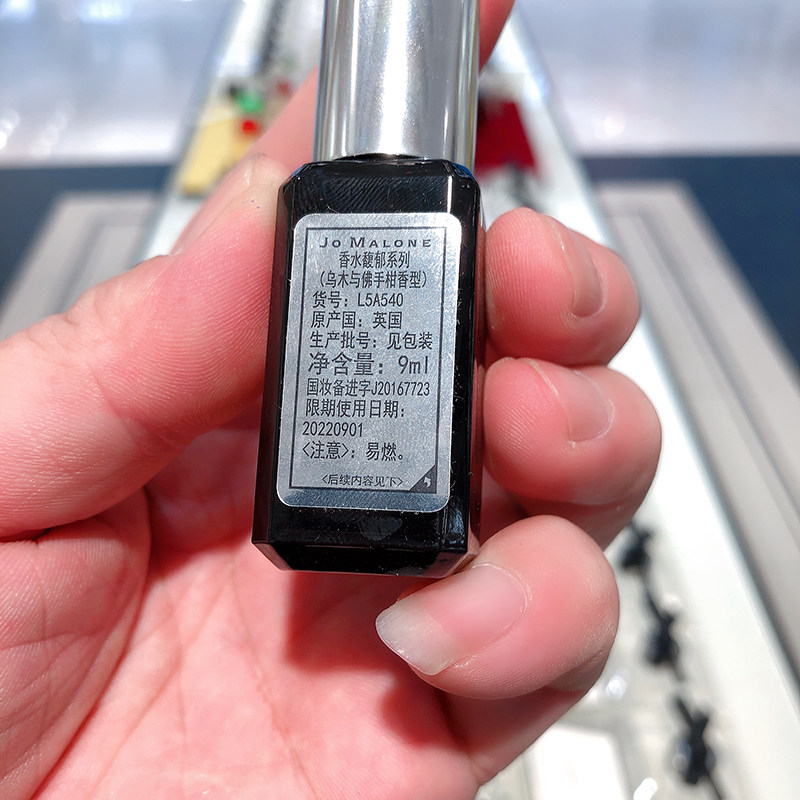 JO MALONE
香水馥郁系列
（乌木与佛手柑香型）
货号：L5A540
原产国：英国
生产批号：见包装
净含量：9ml
国妆备进字J20167723
限期使用日期：
20220901
<注意>：易燃。
<后续内容见下>